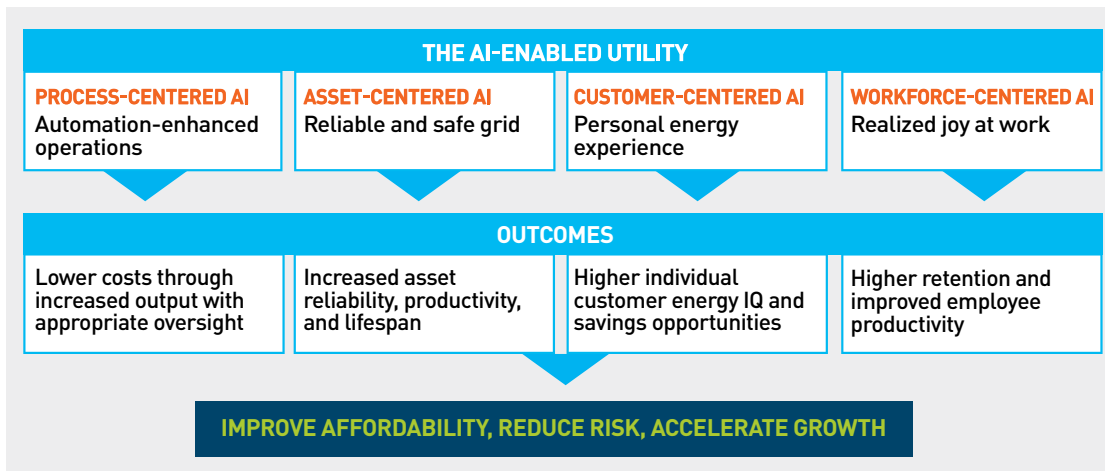 THE AI-ENABLED UTILITY
PROCESS-CENTERED AI
Automation-enhanced
operations
ASSET-CENTERED AI
Reliable and safe grid
CUSTOMER-CENTERED AI
Personal energy
experience
WORKFORCE-CENTERED AI
Realized joy at work
OUTCOMES
Lower costs through
increased output with
appropriate oversight
Increased asset
reliability, productivity,
and lifespan
Higher individual
customer energy IQ and
savings opportunities
Higher retention and
improved employee
productivity
IMPROVE AFFORDABILITY, REDUCE RISK, ACCELERATE GROWTH